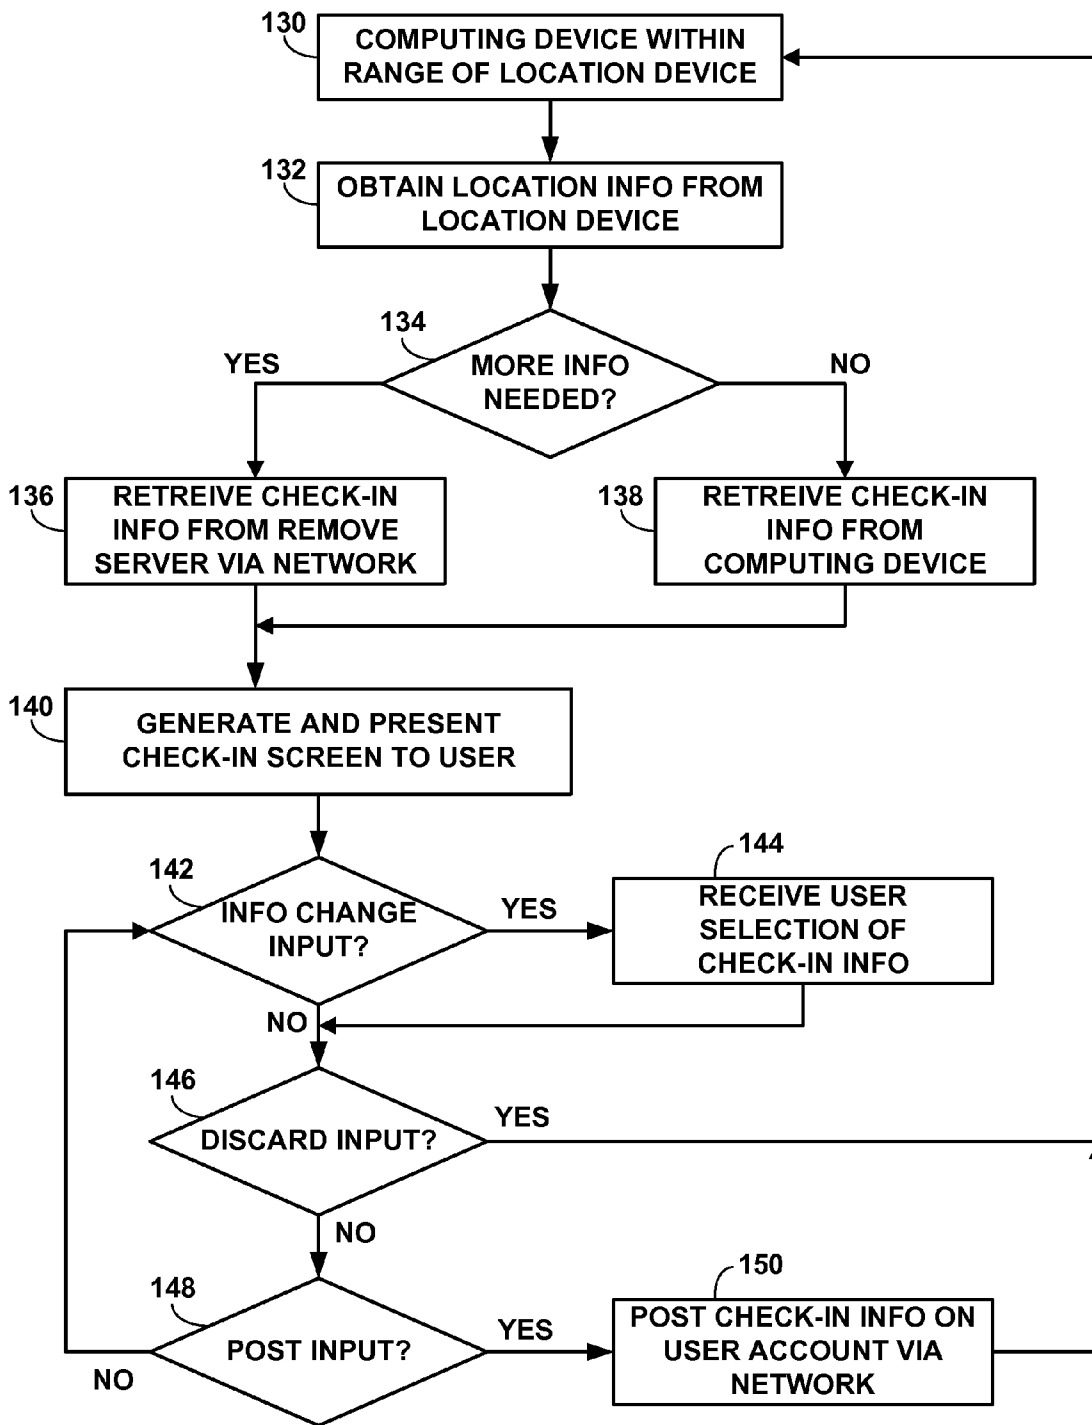 130
COMPUTING DEVICE WITHIN
RANGE OF LOCATION DEVICE
132
OBTAIN LOCATION INFO FROM
LOCATION DEVICE
134
MORE INFO
NEEDED?
YES
NO
136
RETREIVE CHECK-IN
INFO FROM REMOVE
SERVER VIA NETWORK
138
RETREIVE CHECK-IN
INFO FROM
COMPUTING DEVICE
140
GENERATE AND PRESENT
CHECK-IN SCREEN TO USER
142
INFO CHANGE
INPUT?
YES
144
RECEIVE USER
SELECTION OF
CHECK-IN INFO
NO
146
DISCARD INPUT?
YES
NO
148
POST INPUT?
YES
NO
150
POST CHECK-IN INFO ON
USER ACCOUNT VIA
NETWORK